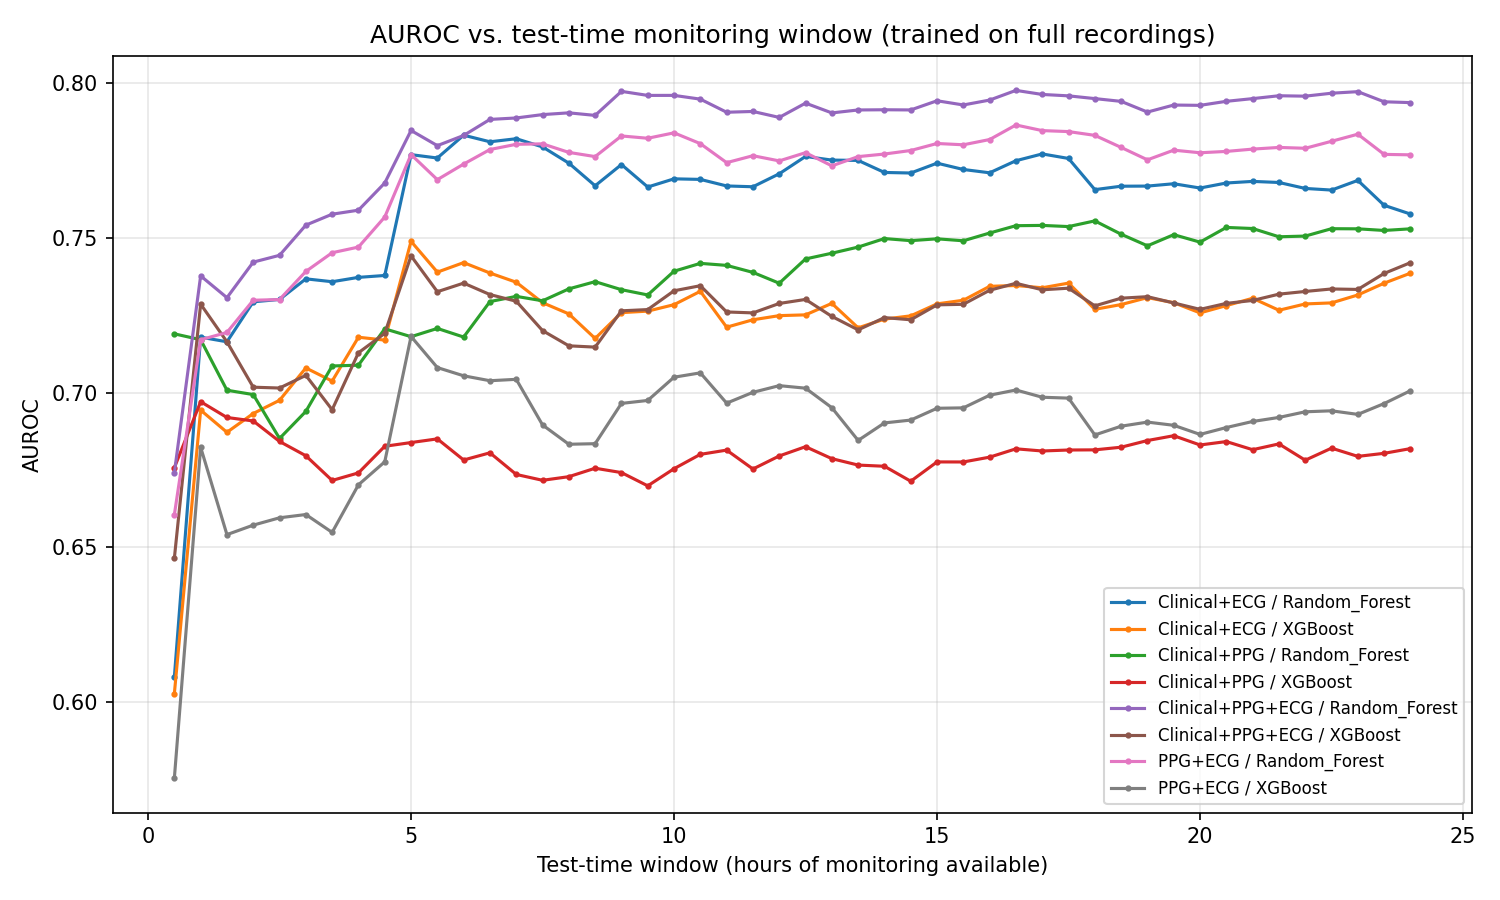 AUROC vs. test-time monitoring window (trained on full recordings)
AUROC
0.80
0.75
0.70
0.65
0.60
Clinical+ECG / Random_Forest
Clinical+ECG / XGBoost
Clinical+PPG / Random_Forest
Clinical+PPG / XGBoost
Clinical+PPG+ECG / Random_Forest
Clinical+PPG+ECG / XGBoost
PPG+ECG / Random_Forest
PPG+ECG / XGBoost
0 5 10 15 20 25
Test-time window (hours of monitoring available)